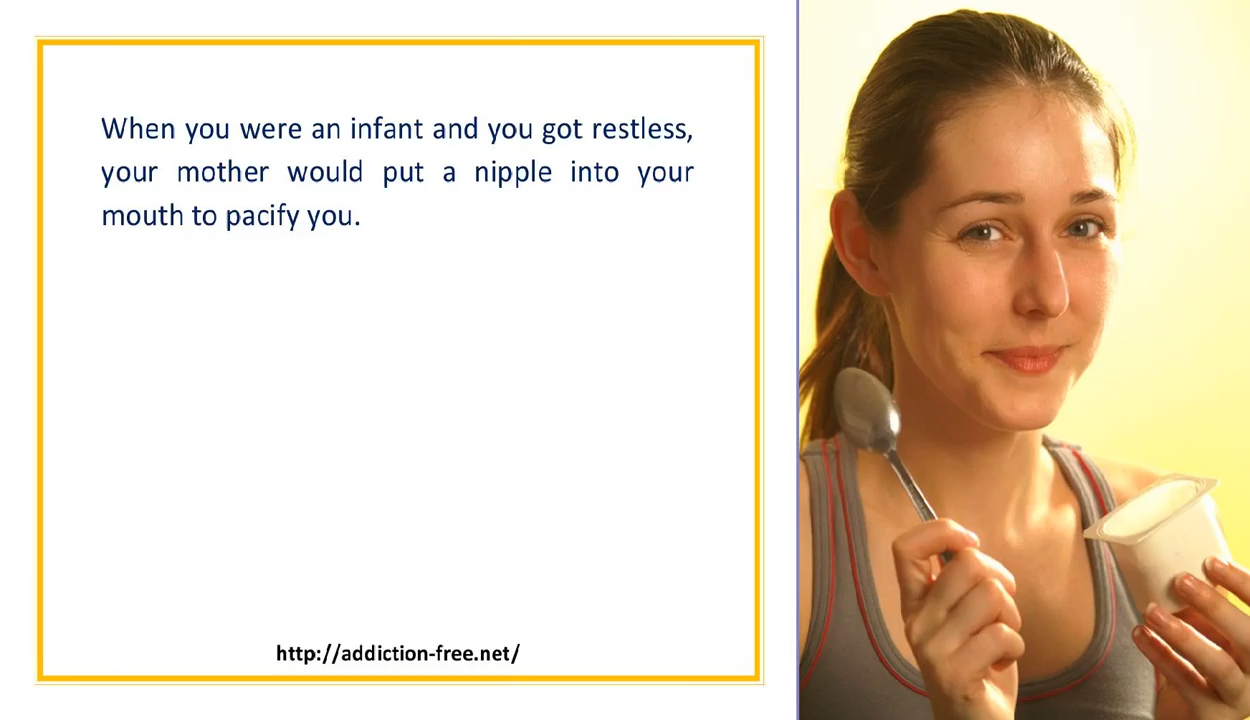 When you were an infant and you got restless,
your mother would put a nipple into your
mouth to pacify you.
http://addiction-free.net/